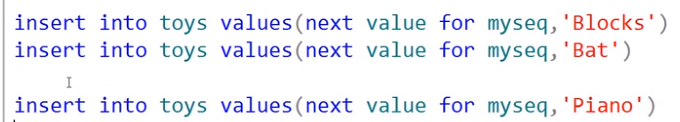 insert into toys values(next value for myseq,'Blocks')
insert into toys values(next value for myseq,'Bat')
insert into toys values(next value for myseq,'Piano')